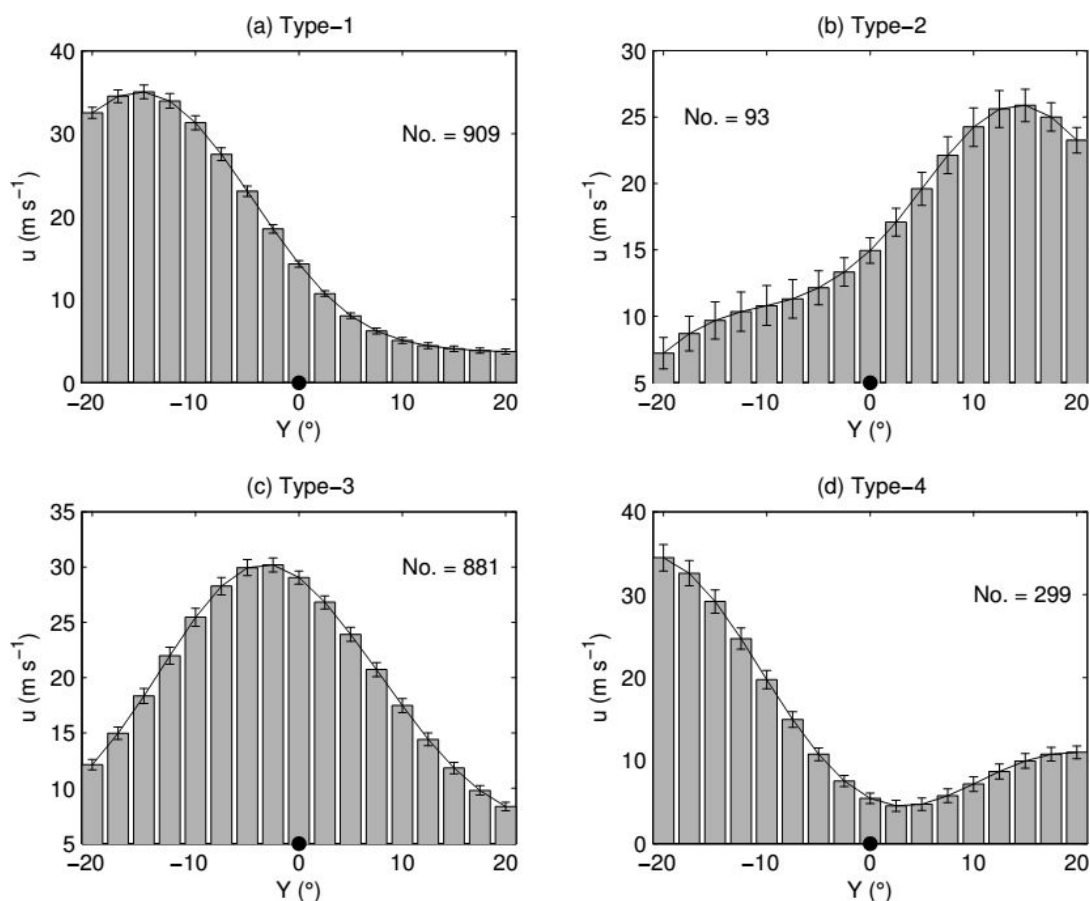 (a) Type−1
40
30
20
10
0
u (m s−1)
No. = 909
−20 −10 0 10 20
Y (°)
(b) Type−2
30
25
20
15
10
5
u (m s−1)
No. = 93
−20 −10 0 10 20
Y (°)
(c) Type−3
35
30
25
20
15
10
5
u (m s−1)
No. = 881
−20 −10 0 10 20
Y (°)
(d) Type−4
40
30
20
10
0
u (m s−1)
No. = 299
−20 −10 0 10 20
Y (°)